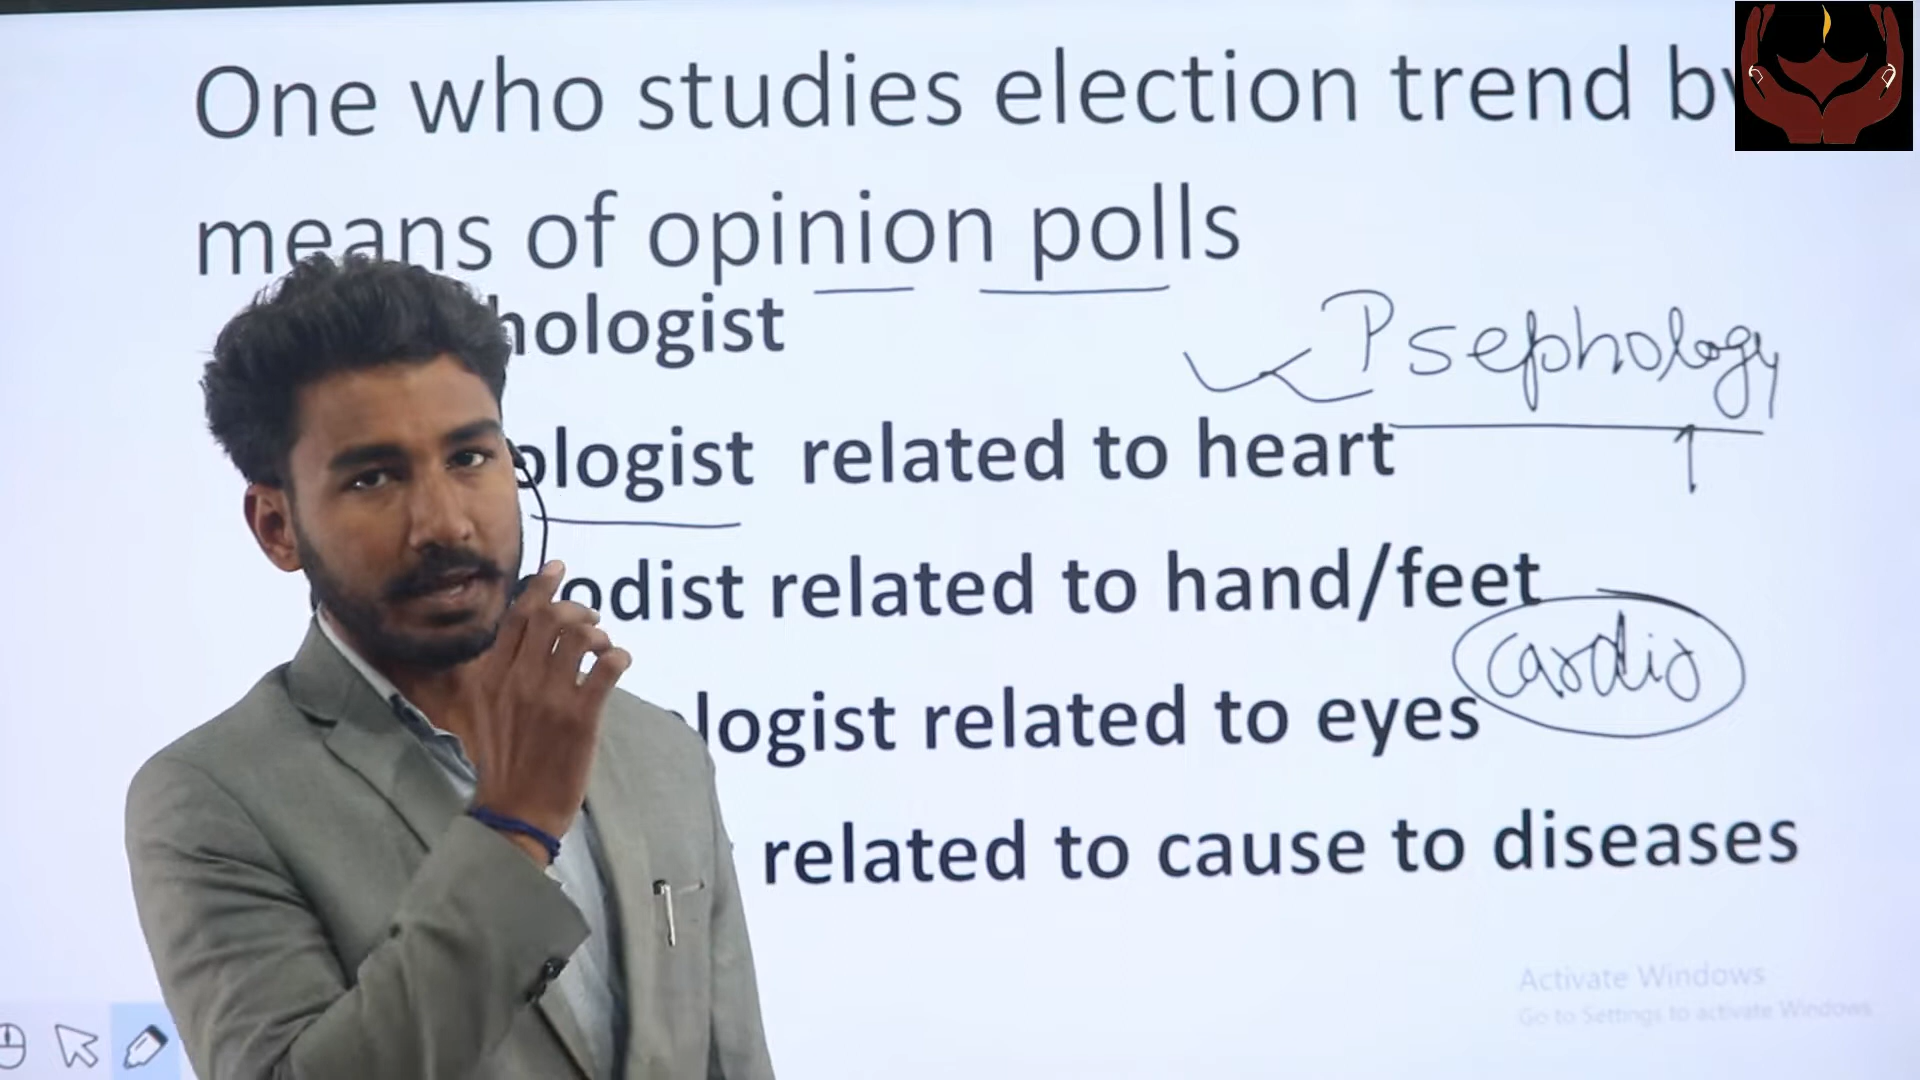 One who studies election trend by
means of opinion polls
hologist
Psephology
ologist related to heart
odist related to hand/feet
cardio
logist related to eyes
related to cause to diseases
Activate Windows
Go to Settings to activate Windows